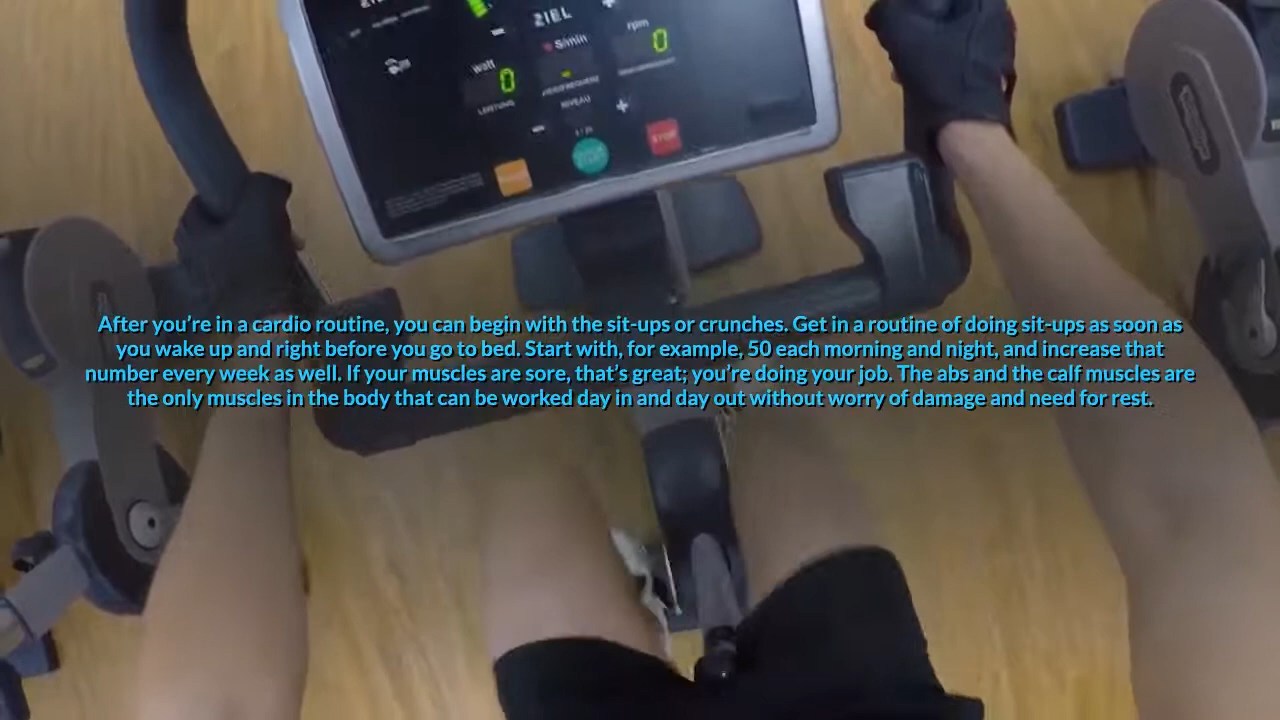 ZIEL
S/min
rpm
0
watt
0
LEISTUNG
NIVEAU
STOP
After you're in a cardio routine, you can begin with the sit-ups or crunches. Get in a routine of doing sit-ups as soon as
you wake up and right before you go to bed. Start with, for example, 50 each morning and night, and increase that
number every week as well. If your muscles are sore, that's great; you're doing your job. The abs and the calf muscles are
the only muscles in the body that can be worked day in and day out without worry of damage and need for rest.